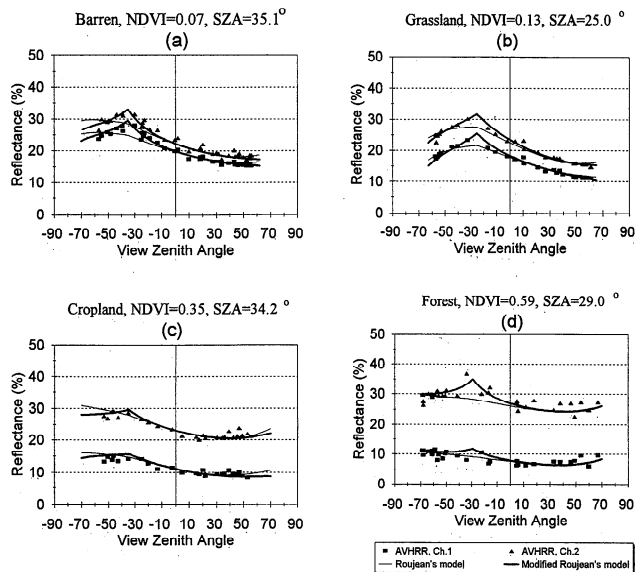 Barren, NDVI=0.07, SZA=35.1°
(a)
Reflectance (%)
50
40
30
20
10
0
-90 -70 -50 -30 -10 10 30 50 70 90
View Zenith Angle
Grassland, NDVI=0.13, SZA=25.0 °
(b)
Reflectance (%)
50
40
30
20
10
0
-90 -70 -50 -30 -10 10 30 50 70 90
View Zenith Angle
Cropland, NDVI=0.35, SZA=34.2 °
(c)
Reflectance (%)
50
40
30
20
10
0
-90 -70 -50 -30 -10 10 30 50 70 90
View Zenith Angle
Forest, NDVI=0.59, SZA=29.0 °
(d)
Reflectance (%)
50
40
30
20
10
0
-90 -70 -50 -30 -10 10 30 50 70 90
View Zenith Angle
AVHRR, Ch.1 AVHRR, Ch.2
Roujean's model Modified Roujean's model